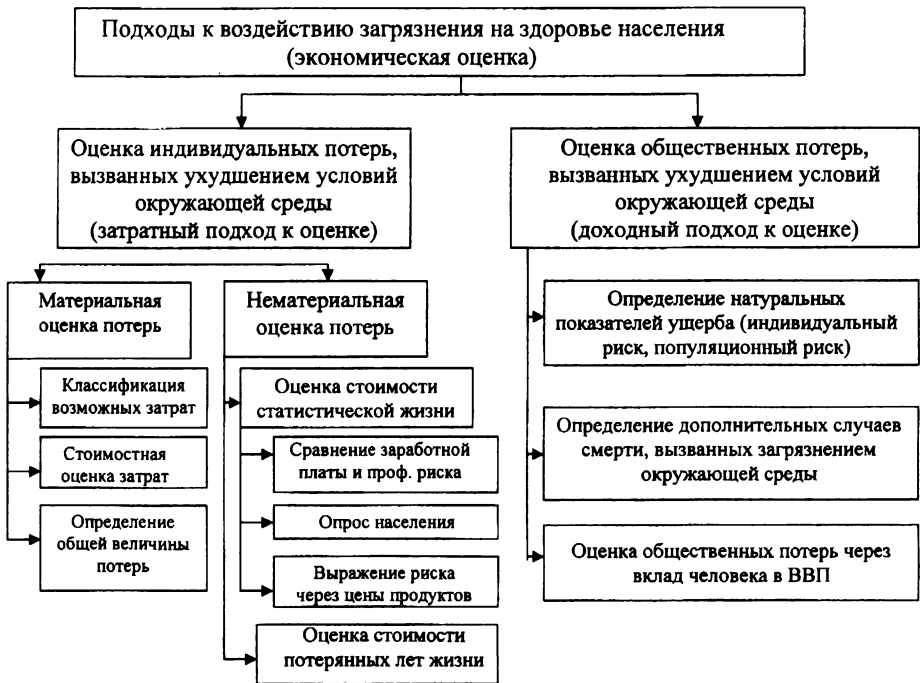 Подходы к воздействию загрязнения на здоровье населения
(экономическая оценка)
Оценка индивидуальных потерь,
вызванных ухудшением условий
окружающей среды
(затратный подход к оценке)
Оценка общественных потерь,
вызванных ухудшением условий
окружающей среды
(доходный подход к оценке)
Материальная
оценка потерь
Классификация
возможных затрат
Стоимостная
оценка затрат
Определение
общей величины
потерь
Нематериальная
оценка потерь
Оценка стоимости
статистической жизни
Сравнение заработной
платы и проф. риска
Опрос населения
Выражение риска
через цены продуктов
Оценка стоимости
потерянных лет жизни
Определение натуральных
показателей ущерба (индивидуальный
риск, популяционный риск)
Определение дополнительных случаев
смерти, вызванных загрязнением
окружающей среды
Оценка общественных потерь через
вклад человека в ВВП